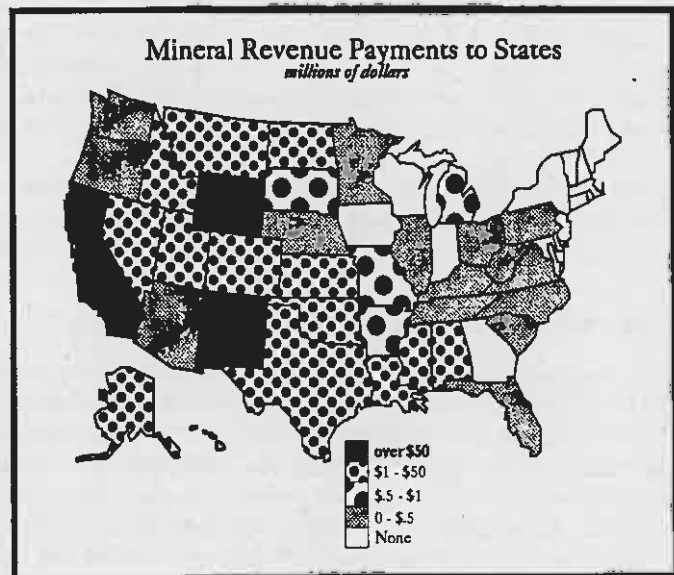 Mineral Revenue Payments to States
millions of dollars
over $50
$1 - $50
$.5 - $1
0 - $.5
None